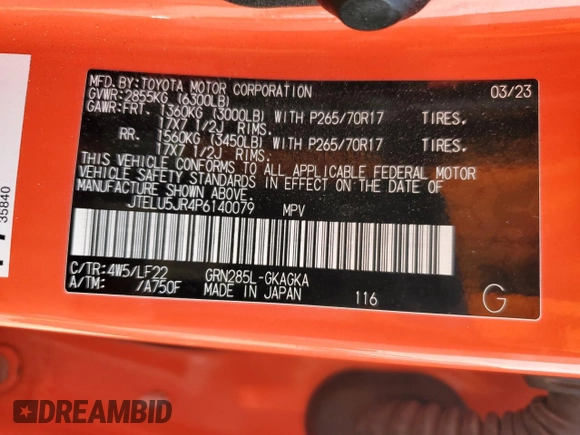 MFD.BY:TOYOTA MOTOR CORPORATION 03/23
GVWR:2855KG (6300LB)
GAWR:FRT. 1360KG (3000LB) WITH P265/70R17 TIRES.
17X7 1/2J RIMS.
RR. 1560KG (3450LB) WITH P265/70R17 TIRES.
17X7 1/2J RIMS.
THIS VEHICLE CONFORMS TO ALL APPLICABLE FEDERAL MOTOR
VEHICLE SAFETY STANDARDS IN EFFECT ON THE DATE OF
MANUFACTURE SHOWN ABOVE.
JTELU5JR4P6140079 MPV
C/TR:4W5/LF22 GRN285L-GKAGKA
A/TM: /A750F MADE IN JAPAN 116 G
35840
DREAMBID